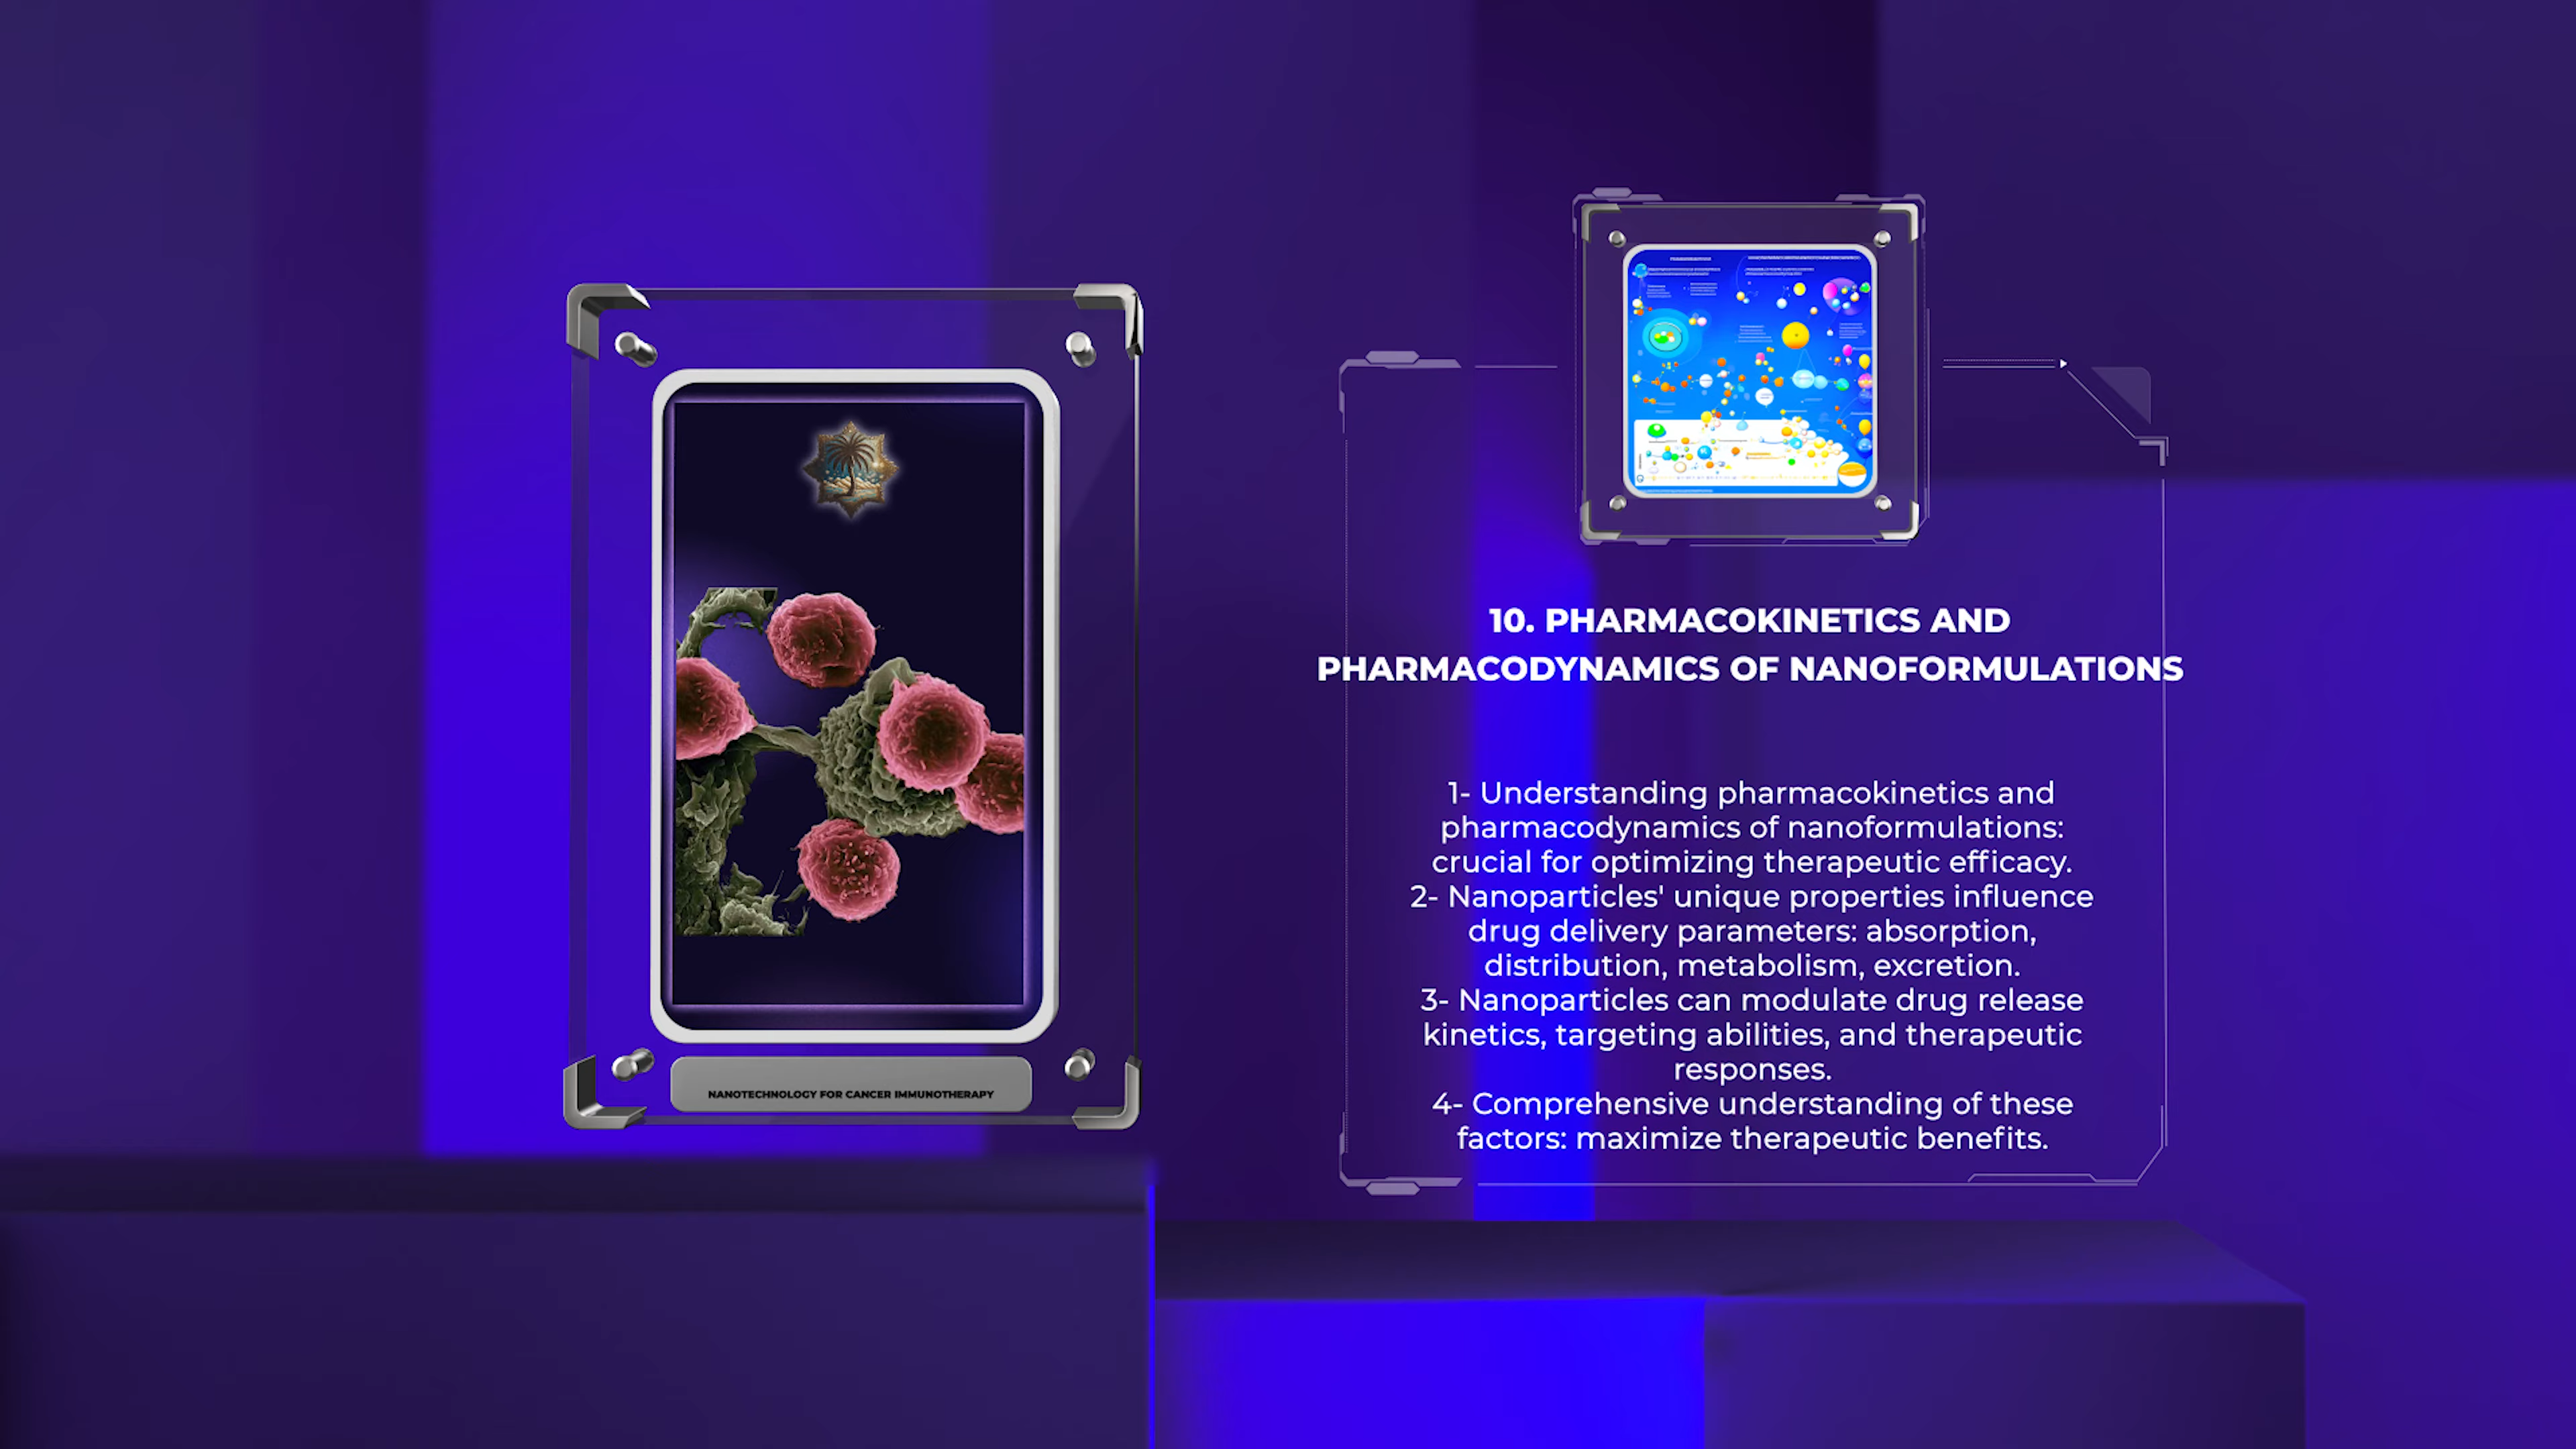 NANOTECHNOLOGY FOR CANCER IMMUNOTHERAPY
10. PHARMACOKINETICS AND
PHARMACODYNAMICS OF NANOFORMULATIONS
1- Understanding pharmacokinetics and
pharmacodynamics of nanoformulations:
crucial for optimizing therapeutic efficacy.
2- Nanoparticles' unique properties influence
drug delivery parameters: absorption,
distribution, metabolism, excretion.
3- Nanoparticles can modulate drug release
kinetics, targeting abilities, and therapeutic
responses.
4- Comprehensive understanding of these
factors: maximize therapeutic benefits.